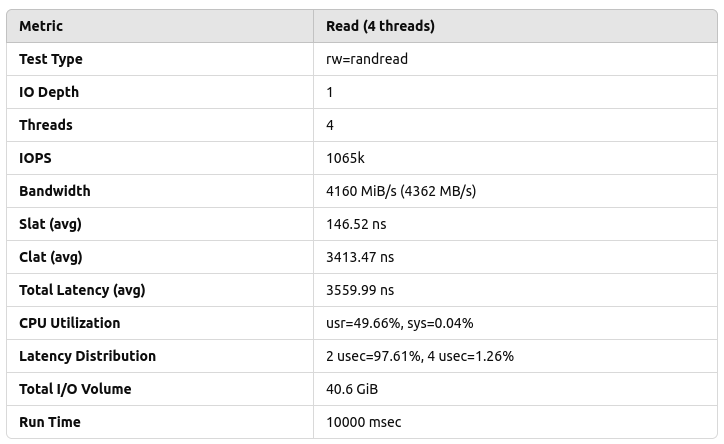 Metric Read (4 threads)
Test Type rw=randread
IO Depth 1
Threads 4
IOPS 1065k
Bandwidth 4160 MiB/s (4362 MB/s)
Slat (avg) 146.52 ns
Clat (avg) 3413.47 ns
Total Latency (avg) 3559.99 ns
CPU Utilization usr=49.66%, sys=0.04%
Latency Distribution 2 usec=97.61%, 4 usec=1.26%
Total I/O Volume 40.6 GiB
Run Time 10000 msec